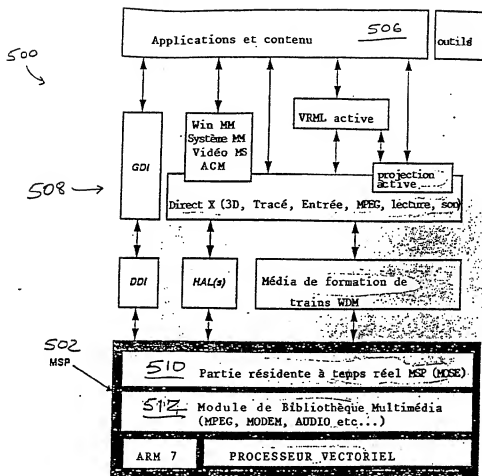 500
Applications et contenu 506
outils
VRML active
Win MM
Système MM
Vidéo MS
ACM
GDI
508
projection
active
Direct X (3D, Tracé, Entrée, MPEG, lecture, son)
DDI
HAL(s)
Média de formation de
trains WDM
502
MSP
510 Partie résidente à temps réel MSP (MOSE)
512 Module de Bibliothèque Multimédia
(MPEG, MODEM, AUDIO etc...)
ARM 7
PROCESSEUR VECTORIEL